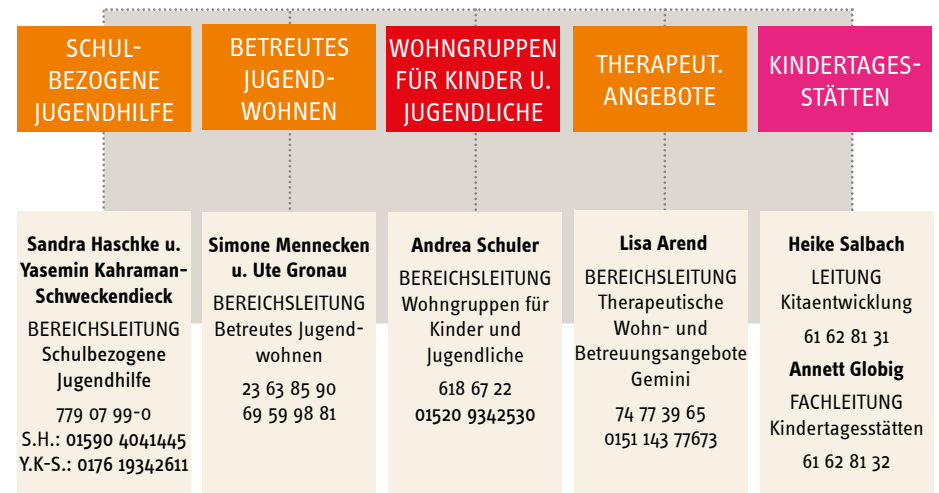 SCHUL-
BEZOGENE
JUGENDHILFE
BETREUTES
JUGEND-
WOHNEN
WOHNGRUPPEN
FÜR KINDER U.
JUGENDLICHE
THERAPEUT.
ANGEBOTE
KINDERTAGES-
STÄTTEN
Sandra Haschke u.
Yasemin Kahraman-
Schweckendieck
BEREICHSLEITUNG
Schulbezogene
Jugendhilfe
779 07 99-0
S.H.: 01590 4041445
Y.K-S.: 0176 19342611
Simone Mennecken
u. Ute Gronau
BEREICHSLEITUNG
Betreutes Jugend-
wohnen
23 63 85 90
69 59 98 81
Andrea Schuler
BEREICHSLEITUNG
Wohngruppen für
Kinder und
Jugendliche
618 67 22
01520 9342530
Lisa Arend
BEREICHSLEITUNG
Therapeutische
Wohn- und
Betreuungsangebote
Gemini
74 77 39 65
0151 143 77673
Heike Salbach
LEITUNG
Kitaentwicklung
61 62 81 31
Annett Globig
FACHLEITUNG
Kindertagesstätten
61 62 81 32